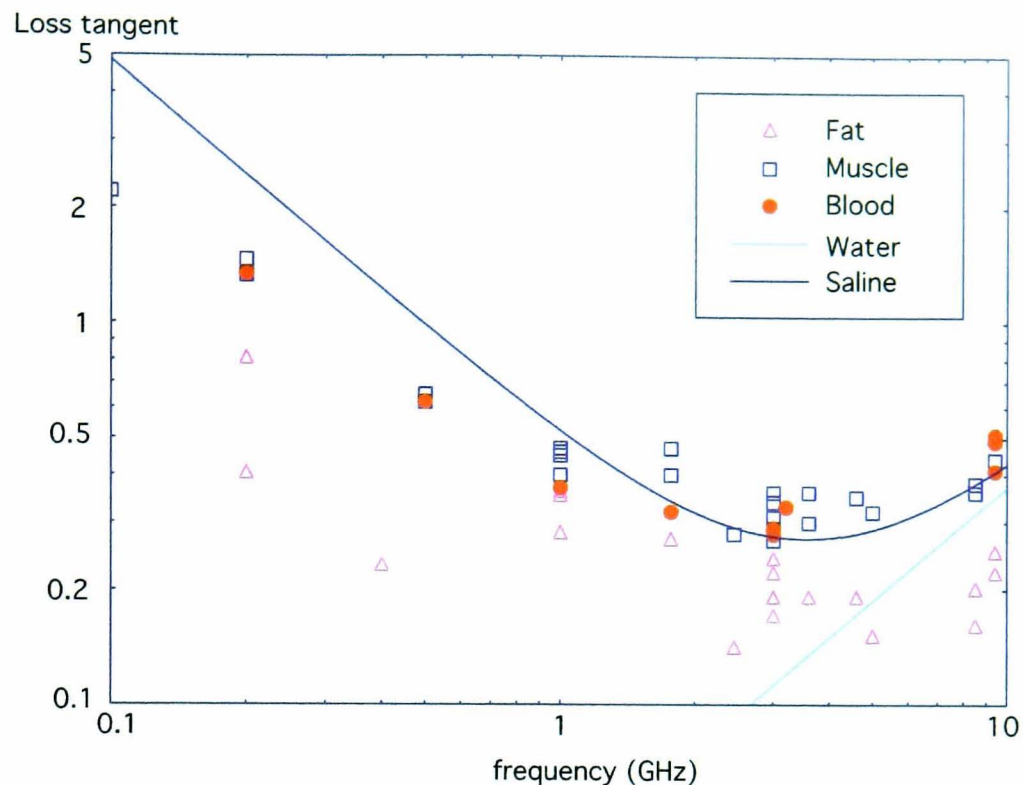 Loss tangent
5
2
1
0.5
0.2
0.1
Fat
Muscle
Blood
Water
Saline
0.1 1 10
frequency (GHz)